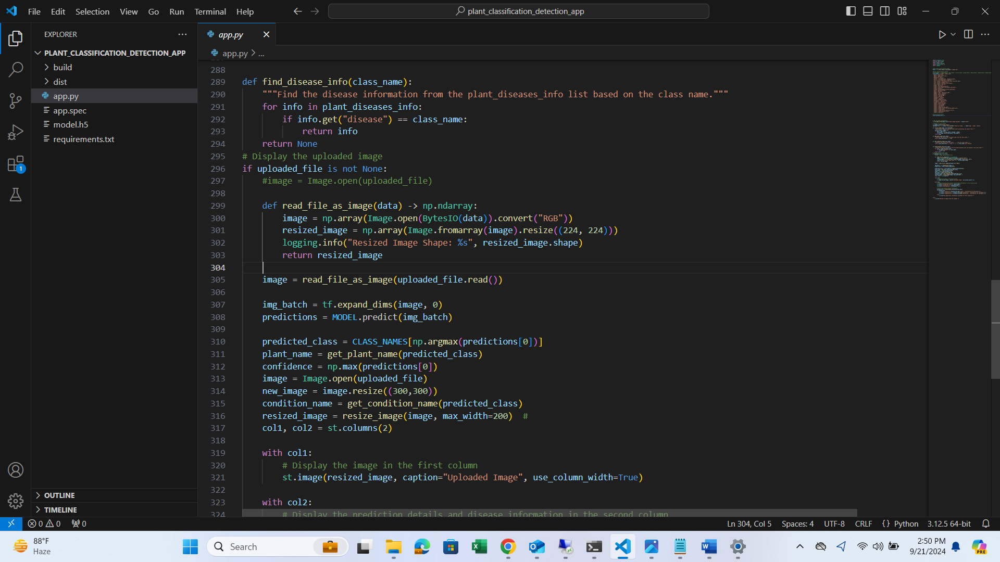 File Edit Selection View Go Run Terminal Help
plant_classification_detection_app
EXPLORER
PLANT_CLASSIFICATION_DETECTION_APP
build
dist
app.py
app.spec
model.h5
requirements.txt
OUTLINE
TIMELINE
1
app.py
app.py > ...
288
289 def find_disease_info(class_name):
290 """Find the disease information from the plant_diseases_info list based on the class name."""
291 for info in plant_diseases_info:
292 if info.get("disease") == class_name:
293 return info
294 return None
295 # Display the uploaded image
296 if uploaded_file is not None:
297 #image = Image.open(uploaded_file)
298
299 def read_file_as_image(data) -> np.ndarray:
300 image = np.array(Image.open(BytesIO(data)).convert("RGB"))
301 resized_image = np.array(Image.fromarray(image).resize((224, 224)))
302 logging.info("Resized Image Shape: %s", resized_image.shape)
303 return resized_image
304
305 image = read_file_as_image(uploaded_file.read())
306
307 img_batch = tf.expand_dims(image, 0)
308 predictions = MODEL.predict(img_batch)
309
310 predicted_class = CLASS_NAMES[np.argmax(predictions[0])]
311 plant_name = get_plant_name(predicted_class)
312 confidence = np.max(predictions[0])
313 image = Image.open(uploaded_file)
314 new_image = image.resize((300,300))
315 condition_name = get_condition_name(predicted_class)
316 resized_image = resize_image(image, max_width=200)  #
317 col1, col2 = st.columns(2)
318
319 with col1:
320 # Display the image in the first column
321 st.image(resized_image, caption="Uploaded Image", use_column_width=True)
322
323 with col2:
324 # Display the prediction details and disease information in the second column
0 0 0
Ln 304, Col 5 Spaces: 4 UTF-8 CRLF {} Python 3.12.5 64-bit
88°F
Haze
Search
PRE
2:50 PM
9/21/2024